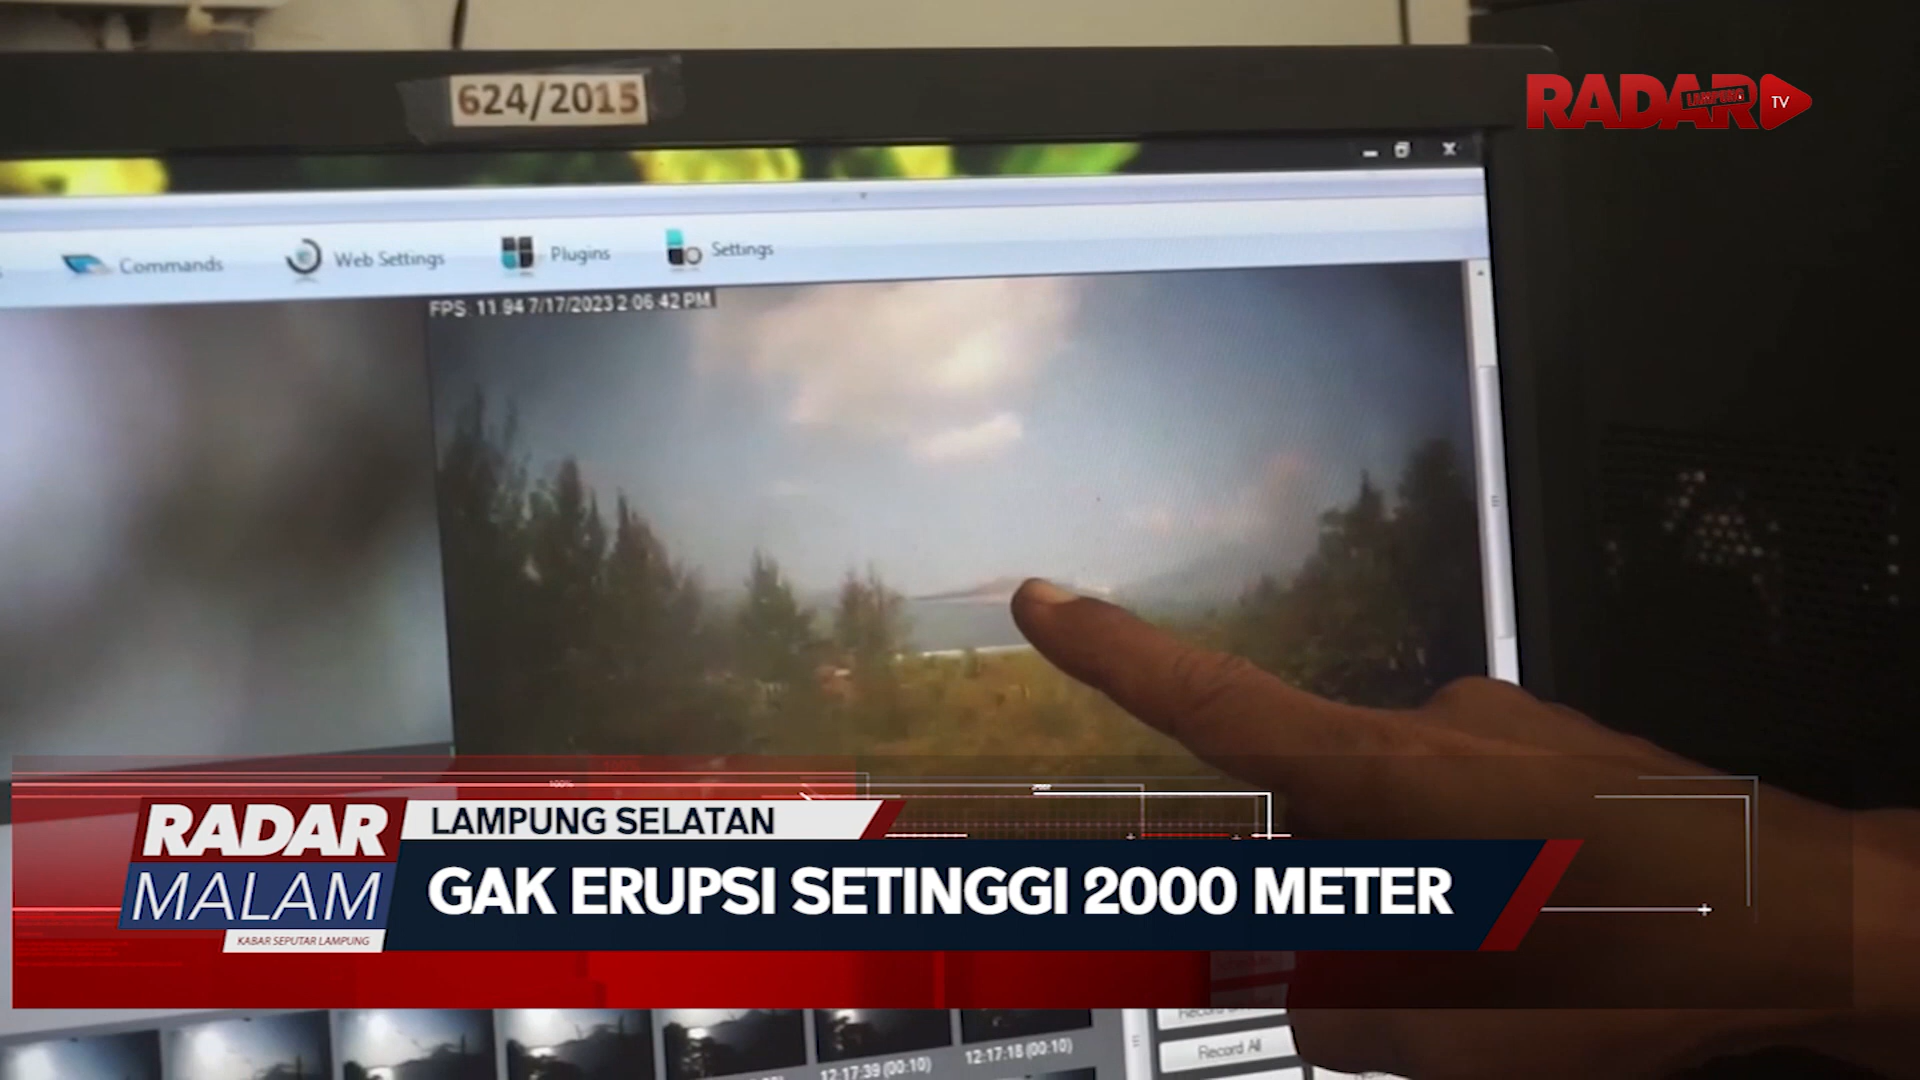 624/2015
RADAR
LAMPUNG
TV
Commands
Web Settings
Plugins
Settings
FPS: 11.94 7/17/2023 2:06:42 PM
100%
RADAR
MALAM
KABAR SEPUTAR LAMPUNG
LAMPUNG SELATAN
GAK ERUPSI SETINGGI 2000 METER
12:17:39 (00:10)
12:17:18 (00:10)
Record All